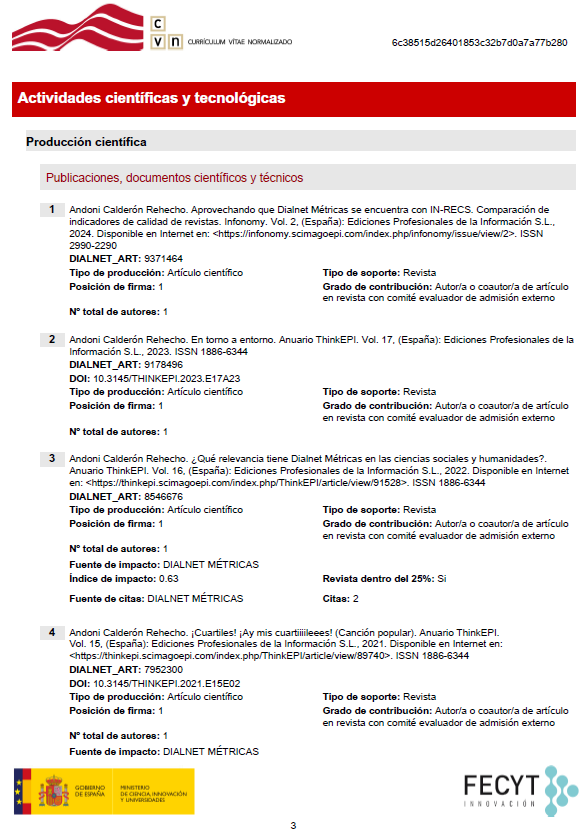 c
v n CURRÍCULUM VÍTAE NORMALIZADO
6c38515d26401853c32b7d0a7a77b280
Actividades científicas y tecnológicas
Producción científica
Publicaciones, documentos científicos y técnicos
1 Andoni Calderón Rehecho. Aprovechando que Dialnet Métricas se encuentra con IN-RECS. Comparación de
indicadores de calidad de revistas. Infonomy. Vol. 2, (España): Ediciones Profesionales de la Información S.L.,
2024. Disponible en Internet en: <https://infonomy.scimagoepi.com/index.php/infonomy/issue/view/2>. ISSN
2990-2290
DIALNET_ART: 9371464
Tipo de producción: Artículo científico Tipo de soporte: Revista
Posición de firma: 1 Grado de contribución: Autor/a o coautor/a de artículo
en revista con comité evaluador de admisión externo
Nº total de autores: 1
2 Andoni Calderón Rehecho. En torno a entorno. Anuario ThinkEPI. Vol. 17, (España): Ediciones Profesionales de la
Información S.L., 2023. ISSN 1886-6344
DIALNET_ART: 9178496
DOI: 10.3145/THINKEPI.2023.E17A23
Tipo de producción: Artículo científico Tipo de soporte: Revista
Posición de firma: 1 Grado de contribución: Autor/a o coautor/a de artículo
en revista con comité evaluador de admisión externo
Nº total de autores: 1
3 Andoni Calderón Rehecho. ¿Qué relevancia tiene Dialnet Métricas en las ciencias sociales y humanidades?.
Anuario ThinkEPI. Vol. 16, (España): Ediciones Profesionales de la Información S.L., 2022. Disponible en Internet
en: <https://thinkepi.scimagoepi.com/index.php/ThinkEPI/article/view/91528>. ISSN 1886-6344
DIALNET_ART: 8546676
Tipo de producción: Artículo científico Tipo de soporte: Revista
Posición de firma: 1 Grado de contribución: Autor/a o coautor/a de artículo
en revista con comité evaluador de admisión externo
Nº total de autores: 1
Fuente de impacto: DIALNET MÉTRICAS
Índice de impacto: 0.63 Revista dentro del 25%: Si
Fuente de citas: DIALNET MÉTRICAS Citas: 2
4 Andoni Calderón Rehecho. ¡Cuartiles! ¡Ay mis cuartiiiileees! (Canción popular). Anuario ThinkEPI.
Vol. 15, (España): Ediciones Profesionales de la Información S.L., 2021. Disponible en Internet en:
<https://thinkepi.scimagoepi.com/index.php/ThinkEPI/article/view/89740>. ISSN 1886-6344
DIALNET_ART: 7952300
DOI: 10.3145/THINKEPI.2021.E15E02
Tipo de producción: Artículo científico Tipo de soporte: Revista
Posición de firma: 1 Grado de contribución: Autor/a o coautor/a de artículo
en revista con comité evaluador de admisión externo
Nº total de autores: 1
Fuente de impacto: DIALNET MÉTRICAS
GOBIERNO
DE ESPAÑA
MINISTERIO
DE CIENCIA, INNOVACIÓN
Y UNIVERSIDADES
FECYT
INNOVACIÓN
3